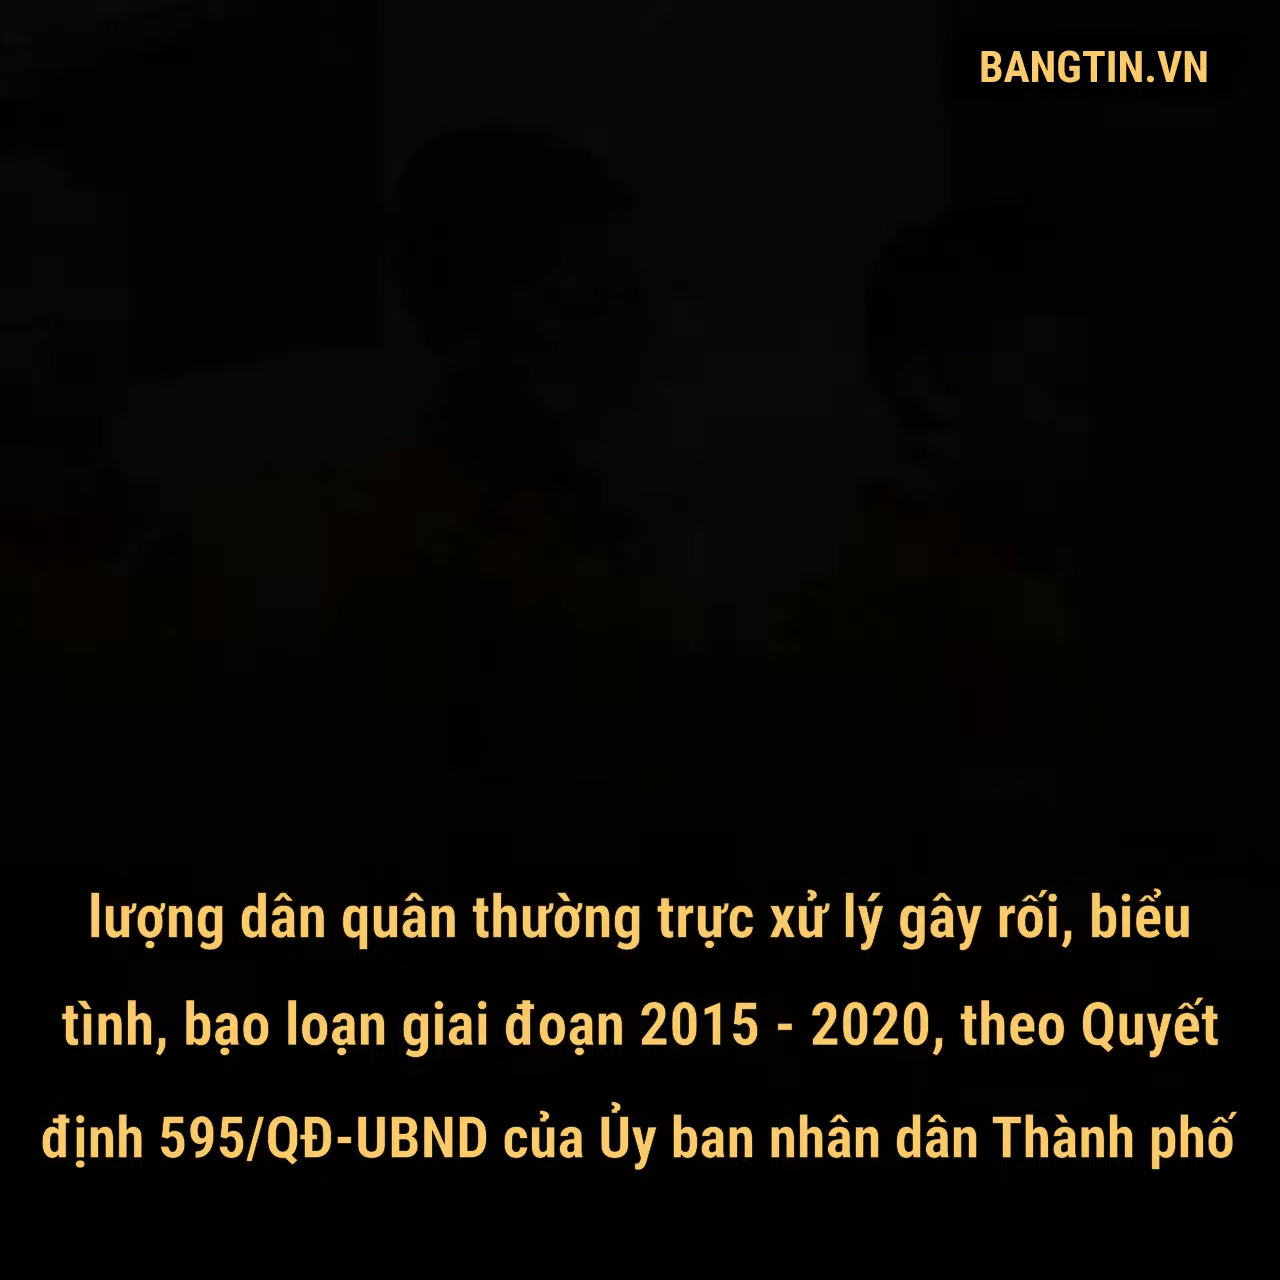 BANGTIN.VN
lượng dân quân thường trực xử lý gây rối, biểu
tình, bạo loạn giai đoạn 2015 - 2020, theo Quyết
định 595/QĐ-UBND của Ủy ban nhân dân Thành phố